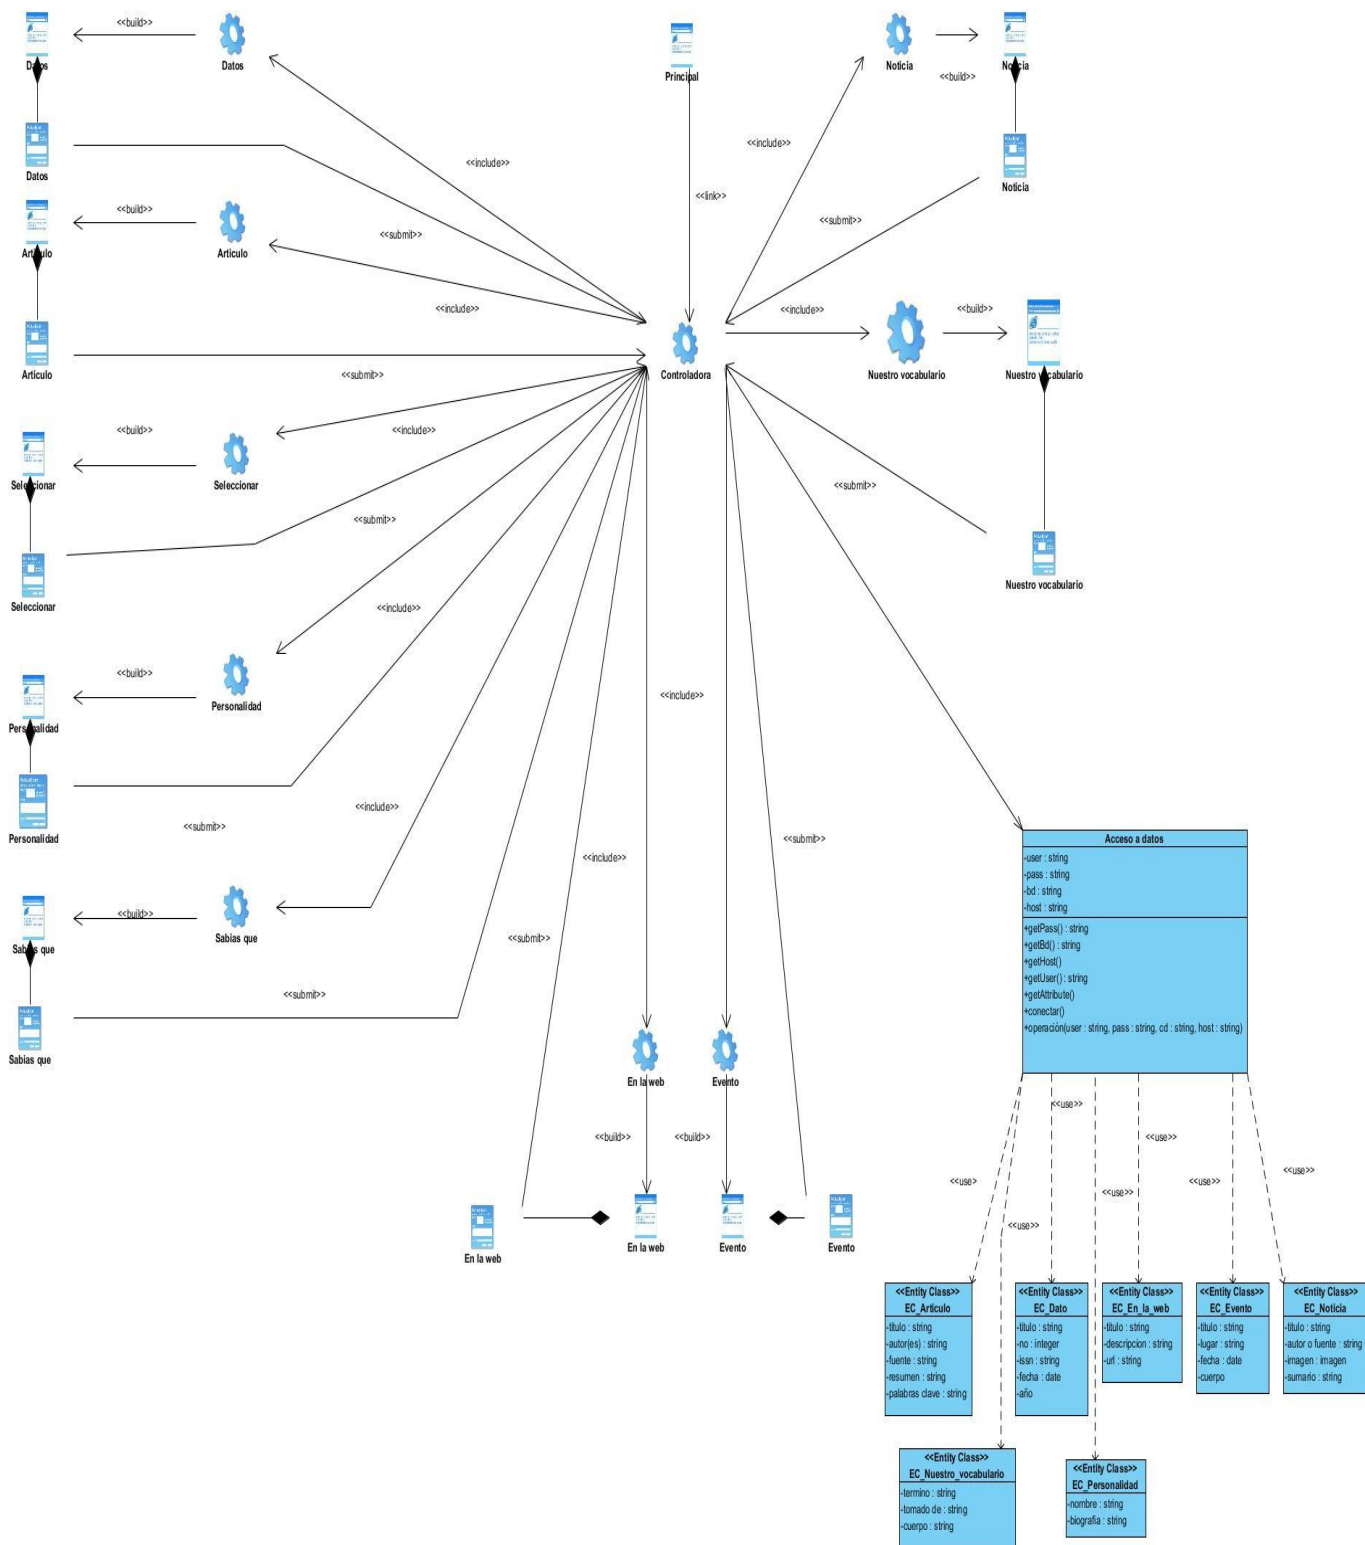 <<build>>
Datos
Datos
Principal
Noticia
Noticia
<<build>>
<<include>>
<<include>>
Datos
Noticia
<<link>>
<<build>>
Articulo
Articulo
<<submit>>
<<submit>>
<<include>>
<<include>>
<<build>>
Articulo
Controladora
Nuestro vocabulario
Nuestro vocabulario
<<submit>>
<<build>>
<<include>>
Seleccionar
Seleccionar
<<submit>>
<<submit>>
Seleccionar
Nuestro vocabulario
<<include>>
<<build>>
Personalidad
Personalidad
<<include>>
Personalidad
<<submit>>
<<include>>
<<include>>
<<submit>>
<<build>>
Sabias que
Sabias que
<<submit>>
<<submit>>
Sabias que
En la web
Evento
<<build>>
<<build>>
En la web
En la web
Evento
Evento
Acceso a datos
-user : string
-pass : string
-bd : string
-host : string
+getPass() : string
+getBd() : string
+getHost()
+getUser() : string
+getAttribute()
+conectar()
+operación(user : string, pass : string, cd : string, host : string)
<<use>>
<<use>>
<<use>>
<<use>>
<<use>
<<use>>
<<use>>
<<Entity Class>>
EC_Articulo
-titulo : string
-autor(es) : string
-fuente : string
-resumen : string
-palabras clave : string
<<Entity Class>>
EC_Dato
-titulo : string
-no : integer
-issn : string
-fecha : date
-año
<<Entity Class>>
EC_En_la_web
-titulo : string
-descripcion : string
-url : string
<<Entity Class>>
EC_Evento
-titulo : string
-lugar : string
-fecha : date
-cuerpo
<<Entity Class>>
EC_Noticia
-titulo : string
-autor o fuente : string
-imagen : imagen
-sumario : string
<<Entity Class>>
EC_Nuestro_vocabulario
-termino : string
-tomado de : string
-cuerpo : string
<<Entity Class>>
EC_Personalidad
-nombre : string
-biografia : string